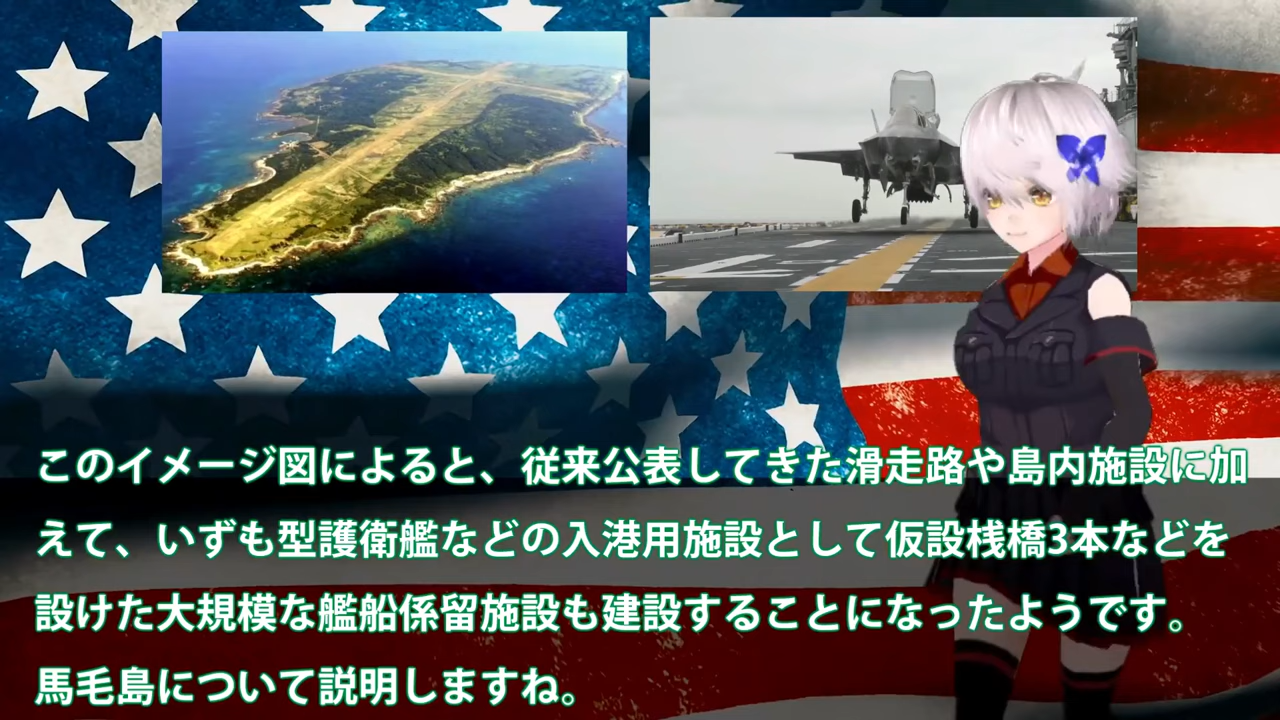 このイメージ図によると、従来公表してきた滑走路や島内施設に加
えて、いずも型護衛艦などの入港用施設として仮設桟橋3本などを
設けた大規模な艦船係留施設も建設することになったようです。
馬毛島について説明しますね。